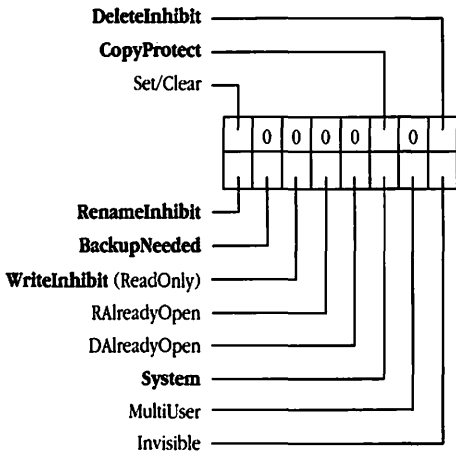 DeleteInhibit
CopyProtect
Set/Clear
0 0 0 0 0
RenameInhibit
BackupNeeded
WriteInhibit (ReadOnly)
RAlreadyOpen
DAlreadyOpen
System
MultiUser
Invisible